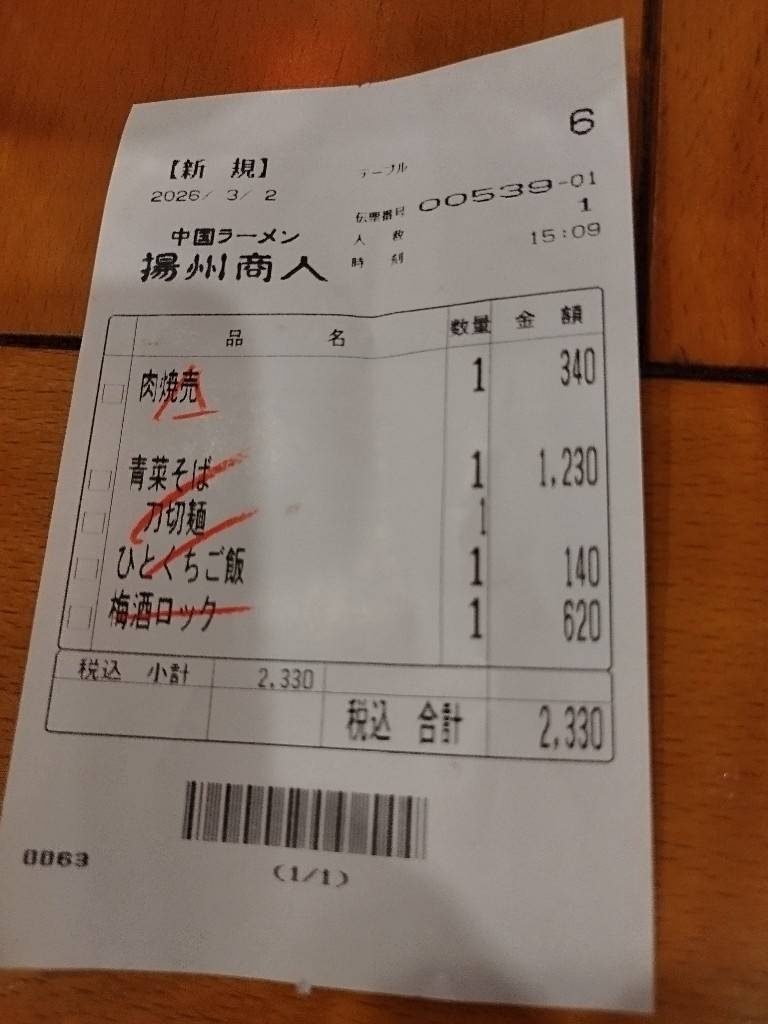 6
【新 規】 テーブル
2026/ 3/ 2 伝票番号 00539-01
中国ラーメン 人 数 1
揚州商人 時 刻 15:09
品 名 数量 金 額
肉焼売 1 340
青菜そば 1 1,230
刀切麺 1
ひとくちご飯 1 140
梅酒ロック 1 620
税込 小計 2,330
税込 合計 2,330
0063
(1/1)